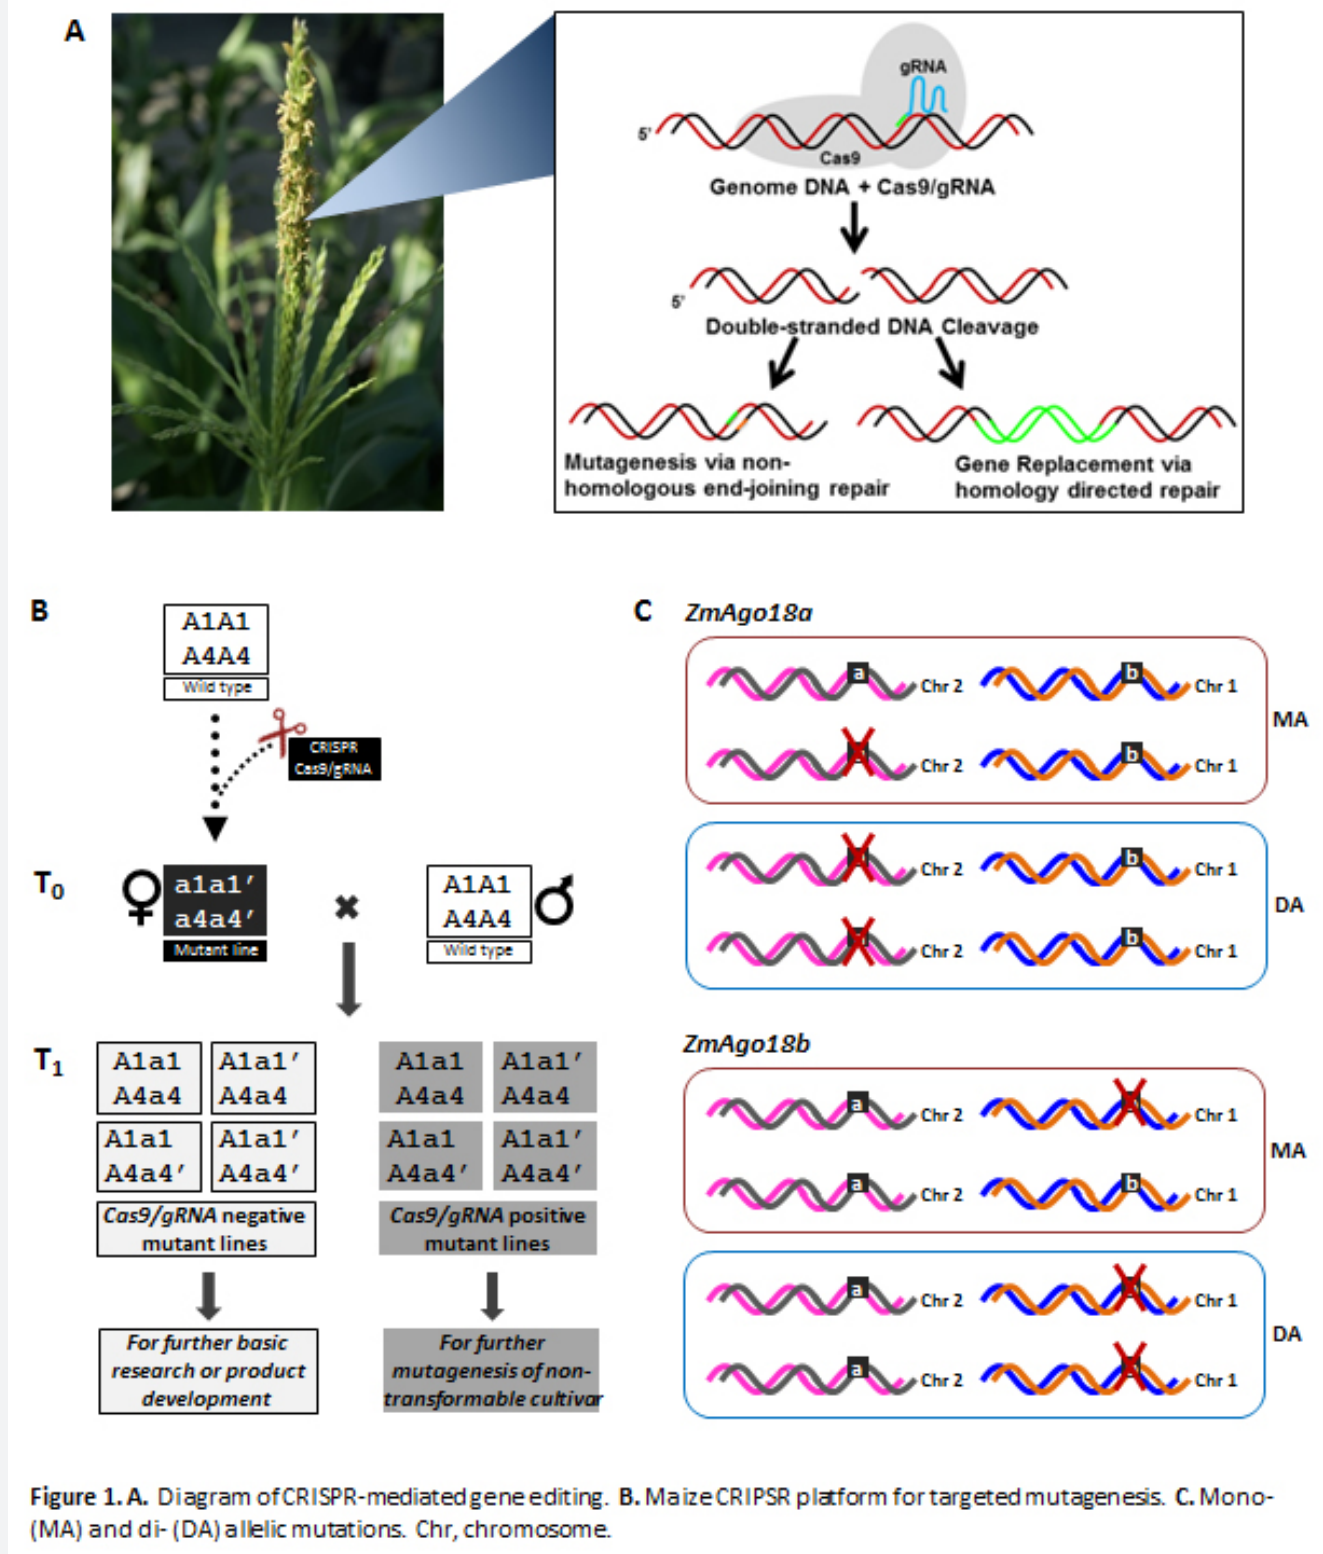 A
gRNA
5'
Cas9
Genome DNA + Cas9/gRNA
5'
Double-stranded DNA Cleavage
Mutagenesis via non-
homologous end-joining repair
Gene Replacement via
homology directed repair
B
A1A1
A4A4
Wild type
CRISPR
Cas9/gRNA
T0
a1a1′
a4a4′
Mutant line
A1A1
A4A4
Wild type
T1
A1a1
A4a4
A1a1′
A4a4
A1a1
A4a4′
A1a1′
A4a4′
Cas9/gRNA negative
mutant lines
For further basic
research or product
development
A1a1
A4a4
A1a1′
A4a4
A1a1
A4a4′
A1a1′
A4a4′
Cas9/gRNA positive
mutant lines
For further
mutagenesis of non-
transformable cultivar
C
ZmAgo18a
a Chr 2 b Chr 1
Chr 2 b Chr 1
MA
Chr 2 b Chr 1
Chr 2 b Chr 1
DA
ZmAgo18b
a Chr 2 Chr 1
a Chr 2 b Chr 1
MA
a Chr 2 Chr 1
a Chr 2 Chr 1
DA
Figure 1. A. Diagram of CRISPR-mediated gene editing. B. Maize CRIPSR platform for targeted mutagenesis. C. Mono-
(MA) and di- (DA) allelic mutations. Chr, chromosome.